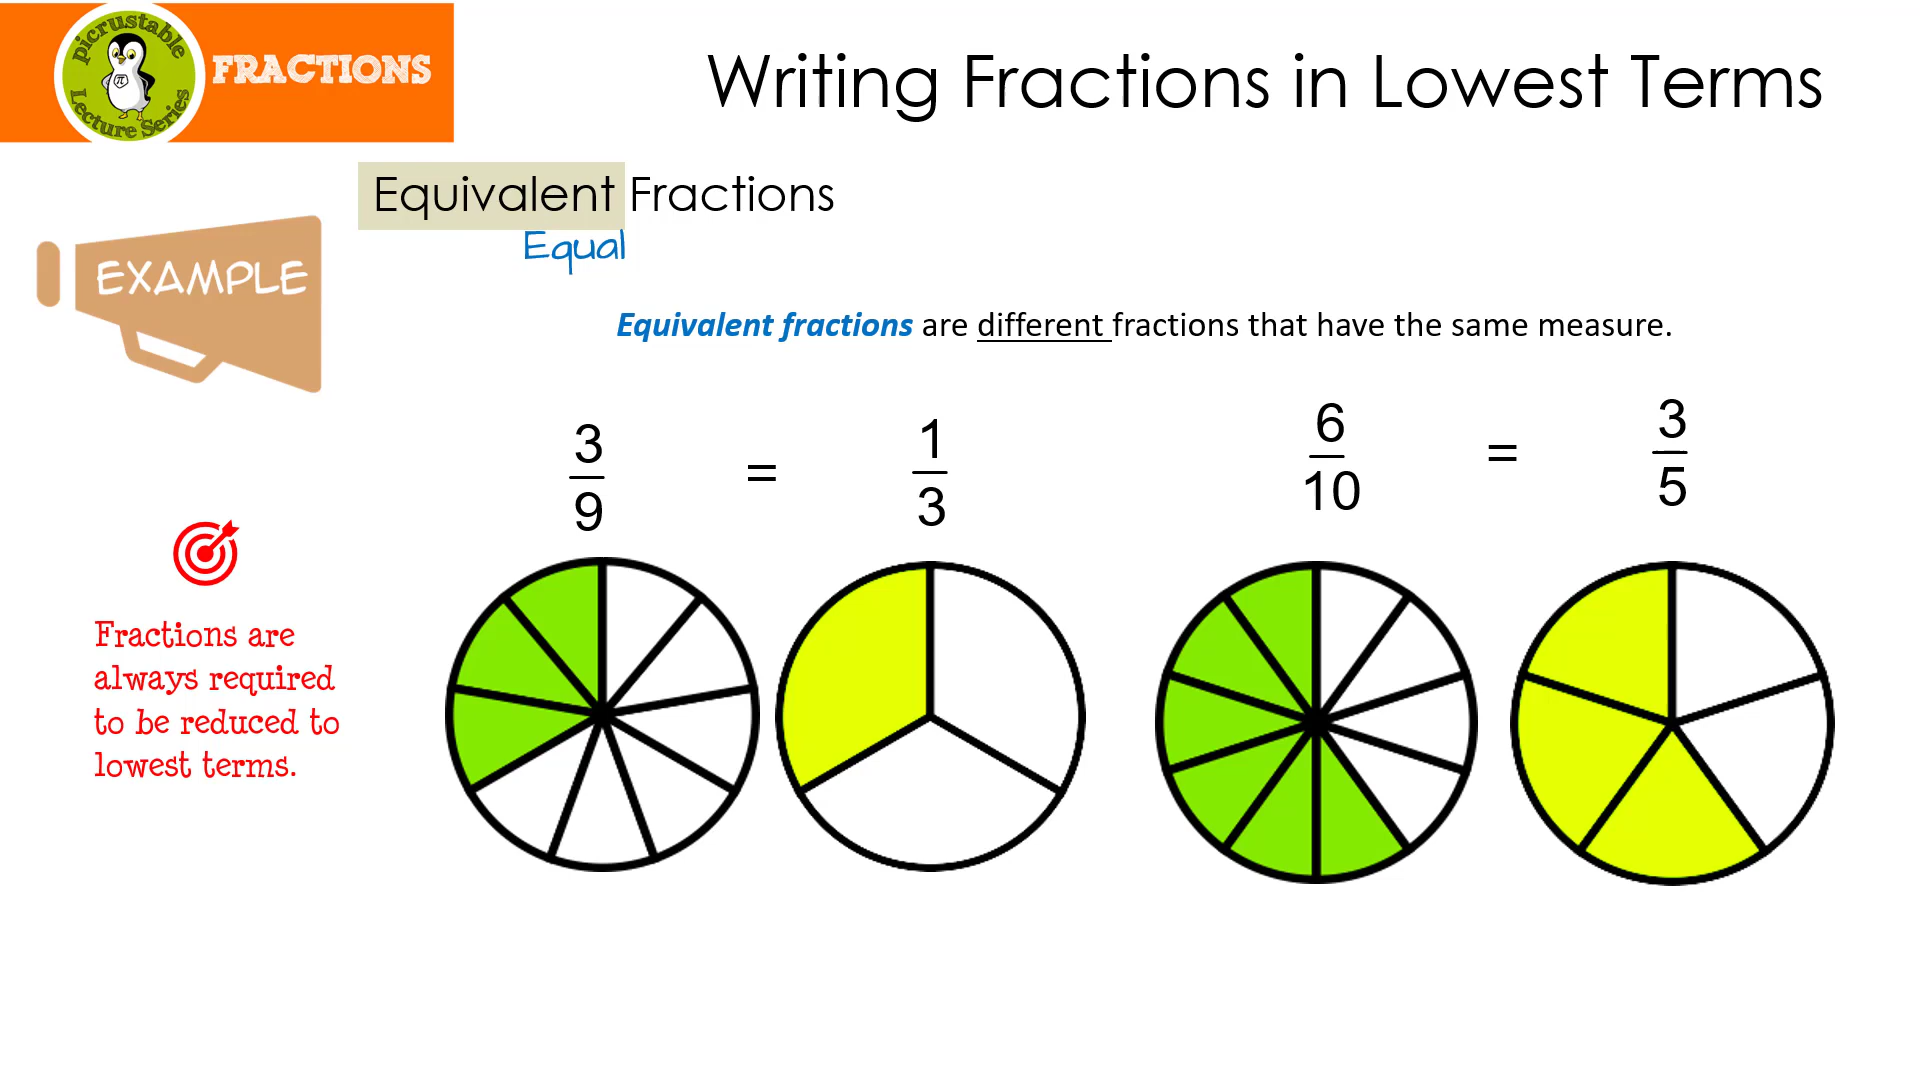 picrustable
Lecture Series
FRACTIONS
Writing Fractions in Lowest Terms
Equivalent Fractions
Equal
EXAMPLE
Equivalent fractions are different fractions that have the same measure.
3/9 = 1/3
6/10 = 3/5
Fractions are
always required
to be reduced to
lowest terms.